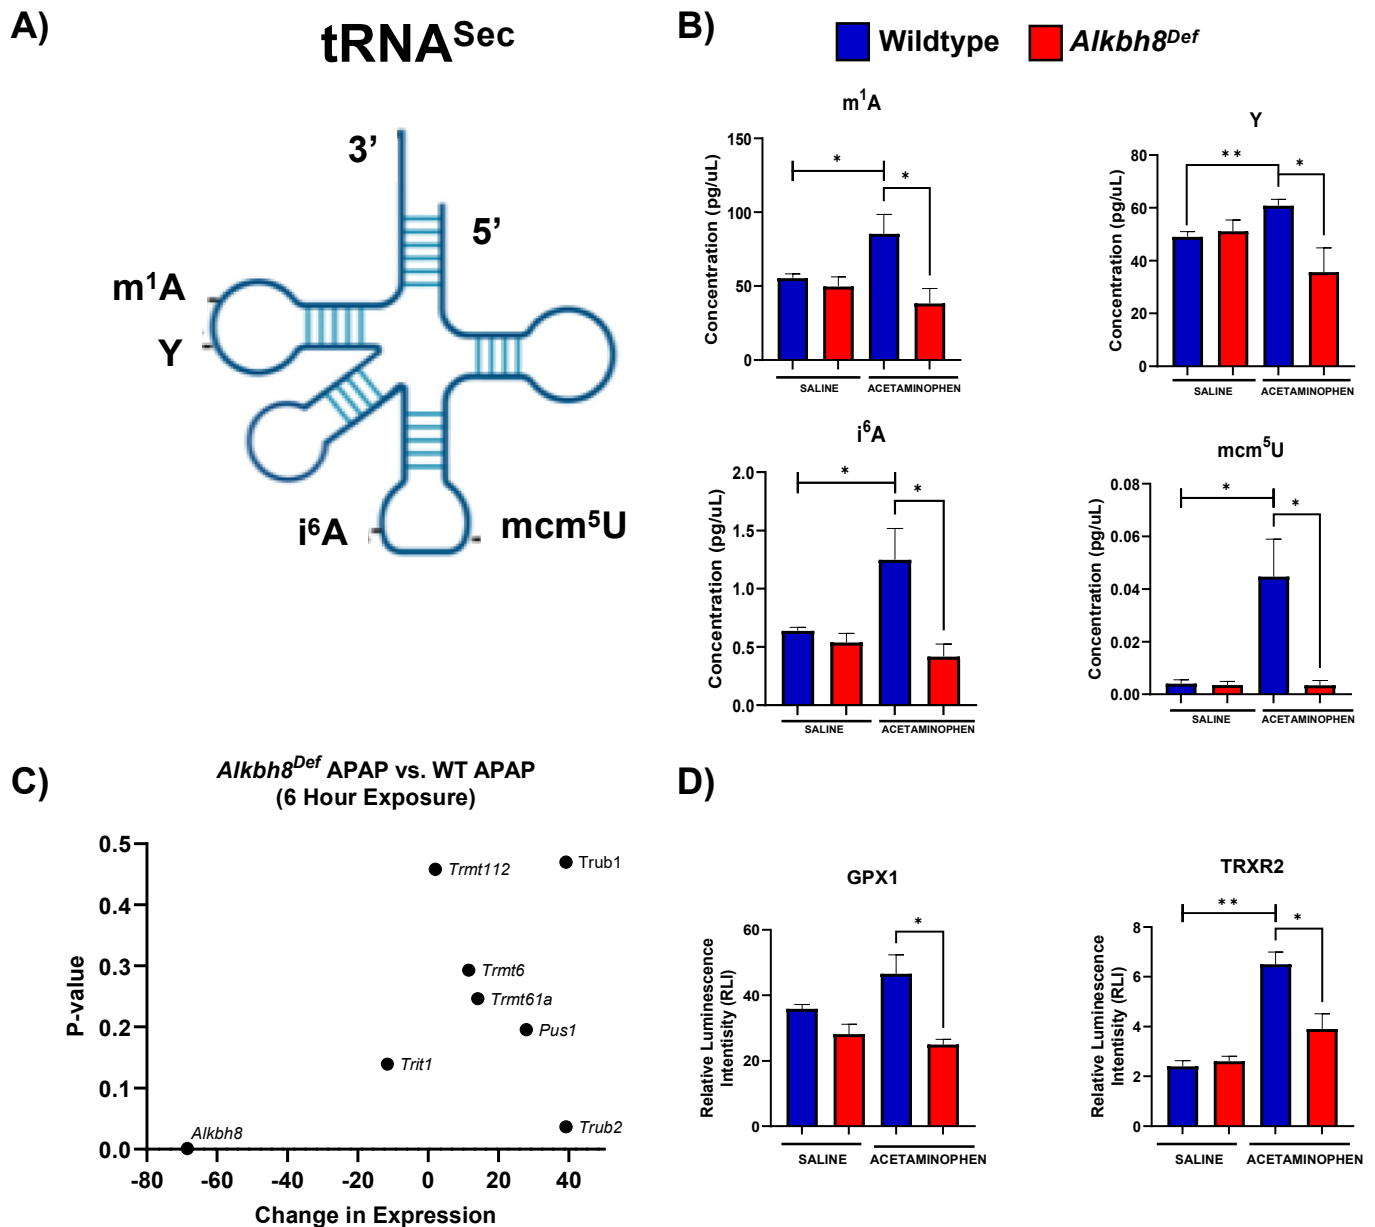 A)
tRNA^Sec
3’
5’
m¹A
Y
i⁶A
mcm⁵U
B)
Wildtype
Alkbh8^Def
m¹A
Concentration (pg/uL)
150
100
50
0
*
*
SALINE
ACETAMINOPHEN
Y
Concentration (pg/uL)
80
60
40
20
0
**
*
SALINE
ACETAMINOPHEN
i⁶A
Concentration (pg/uL)
2.0
1.5
1.0
0.5
0.0
*
*
SALINE
ACETAMINOPHEN
mcm⁵U
Concentration (pg/uL)
0.08
0.06
0.04
0.02
0.00
*
*
SALINE
ACETAMINOPHEN
C)
Alkbh8^Def APAP vs. WT APAP
(6 Hour Exposure)
P-value
0.5
0.4
0.3
0.2
0.1
0.0
Trmt112
Trub1
Trmt6
Trmt61a
Pus1
Trit1
Trub2
Alkbh8
-80
-60
-40
-20
0
20
40
Change in Expression
D)
GPX1
Relative Luminescence
Intentisity (RLI)
60
40
20
0
*
SALINE
ACETAMINOPHEN
TRXR2
Relative Luminescence
Intentisity (RLI)
8
6
4
2
0
**
*
SALINE
ACETAMINOPHEN